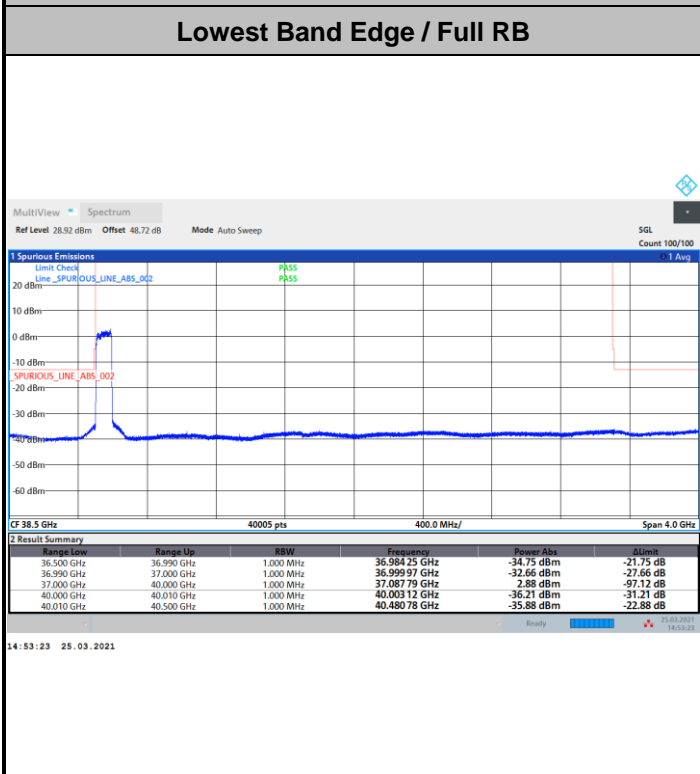 Lowest Band Edge / Full RB
MultiView Spectrum
Ref Level 28.92 dBm Offset 48.72 dB Mode Auto Sweep SGL
Count 100/100
1 Spurious Emissions 1 Avg
Limit Check PASS
Line _SPURIOUS_LINE_ABS_002 PASS
20 dBm
10 dBm
0 dBm
-10 dBm
SPURIOUS_LINE_ABS_002
-20 dBm
-30 dBm
-40 dBm
-50 dBm
-60 dBm
CF 38.5 GHz 40005 pts 400.0 MHz/ Span 4.0 GHz
2 Result Summary
Range Low Range Up RBW Frequency Power Abs ΔLimit
36.500 GHz 36.990 GHz 1.000 MHz 36.984 25 GHz -34.75 dBm -21.75 dB
36.990 GHz 37.000 GHz 1.000 MHz 36.999 97 GHz -32.66 dBm -27.66 dB
37.000 GHz 40.000 GHz 1.000 MHz 37.087 79 GHz 2.88 dBm -97.12 dB
40.000 GHz 40.010 GHz 1.000 MHz 40.003 12 GHz -36.21 dBm -31.21 dB
40.010 GHz 40.500 GHz 1.000 MHz 40.480 78 GHz -35.88 dBm -22.88 dB
Ready 25.03.2021
14:53:23
14:53:23 25.03.2021